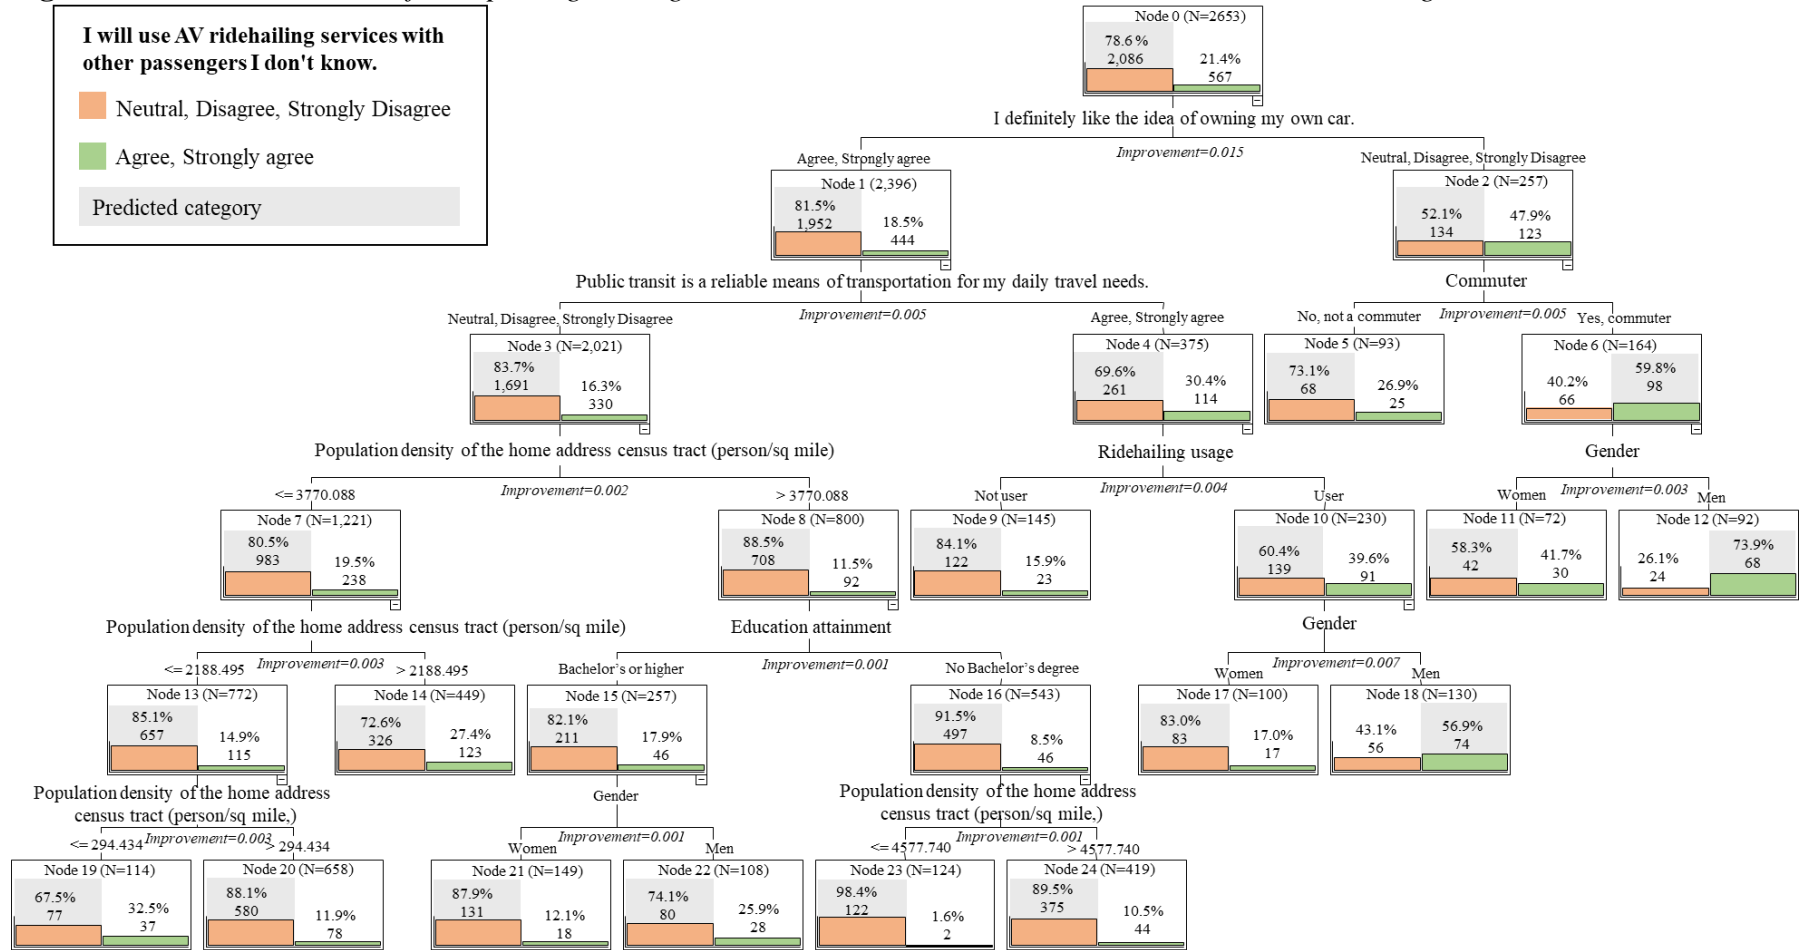 I will use AV ridehailing services with
other passengers I don't know.
Neutral, Disagree, Strongly Disagree
Agree, Strongly agree
Predicted category
Node 0 (N=2653)
78.6 %
2,086
21.4%
567
I definitely like the idea of owning my own car.
Improvement=0.015
Agree, Strongly agree
Neutral, Disagree, Strongly Disagree
Node 1 (2,396)
81.5%
1,952
18.5%
444
Node 2 (N=257)
52.1%
134
47.9%
123
Public transit is a reliable means of transportation for my daily travel needs.
Improvement=0.005
Commuter
Improvement=0.005
Neutral, Disagree, Strongly Disagree
Agree, Strongly agree
No, not a commuter
Yes, commuter
Node 3 (N=2,021)
83.7%
1,691
16.3%
330
Node 4 (N=375)
69.6%
261
30.4%
114
Node 5 (N=93)
73.1%
68
26.9%
25
Node 6 (N=164)
40.2%
66
59.8%
98
Population density of the home address census tract (person/sq mile)
Improvement=0.002
Ridehailing usage
Improvement=0.004
Gender
Improvement=0.003
<= 3770.088
> 3770.088
Not user
User
Women
Men
Node 7 (N=1,221)
80.5%
983
19.5%
238
Node 8 (N=800)
88.5%
708
11.5%
92
Node 9 (N=145)
84.1%
122
15.9%
23
Node 10 (N=230)
60.4%
139
39.6%
91
Node 11 (N=72)
58.3%
42
41.7%
30
Node 12 (N=92)
26.1%
24
73.9%
68
Population density of the home address census tract (person/sq mile)
Improvement=0.003
Education attainment
Improvement=0.001
Gender
Improvement=0.007
<= 2188.495
> 2188.495
Bachelor's or higher
No Bachelor's degree
Women
Men
Node 13 (N=772)
85.1%
657
14.9%
115
Node 14 (N=449)
72.6%
326
27.4%
123
Node 15 (N=257)
82.1%
211
17.9%
46
Node 16 (N=543)
91.5%
497
8.5%
46
Node 17 (N=100)
83.0%
83
17.0%
17
Node 18 (N=130)
43.1%
56
56.9%
74
Population density of the home address
census tract (person/sq mile,)
Improvement=0.003
Gender
Improvement=0.001
Population density of the home address
census tract (person/sq mile,)
Improvement=0.001
<= 294.434
> 294.434
Women
Men
<= 4577.740
> 4577.740
Node 19 (N=114)
67.5%
77
32.5%
37
Node 20 (N=658)
88.1%
580
11.9%
78
Node 21 (N=149)
87.9%
131
12.1%
18
Node 22 (N=108)
74.1%
80
25.9%
28
Node 23 (N=124)
98.4%
122
1.6%
2
Node 24 (N=419)
89.5%
375
10.5%
44